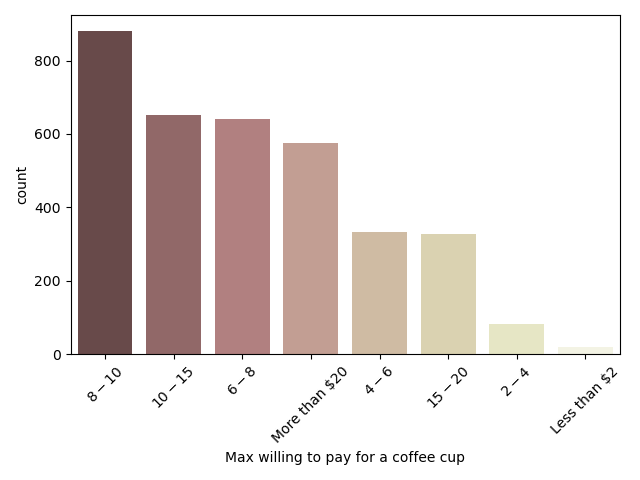 800
600
400
200
0
count
8 − 10
10 − 15
6 − 8
More than $20
4 − 6
15 − 20
2 − 4
Less than $2
Max willing to pay for a coffee cup